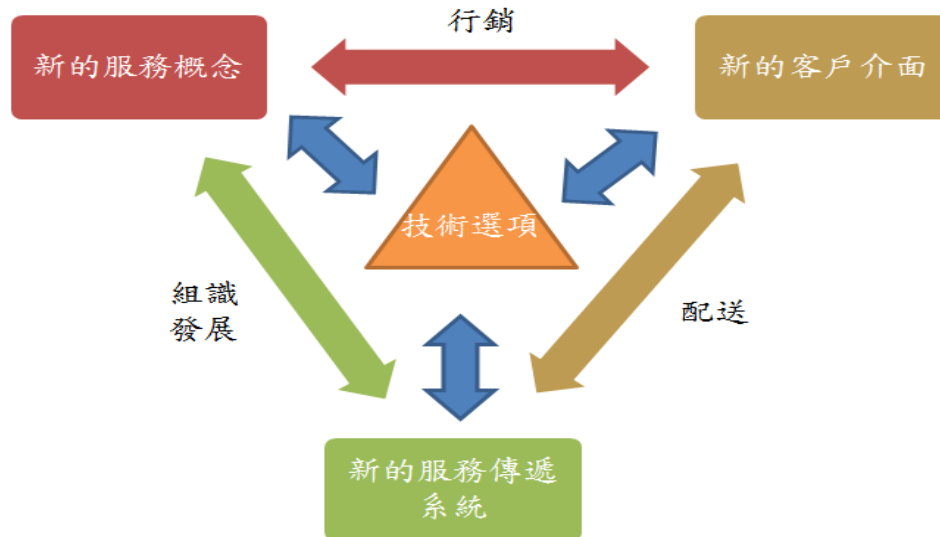 行銷
新的服務概念
新的客戶介面
技術選項
組識
發展
配送
新的服務傳遞
系統